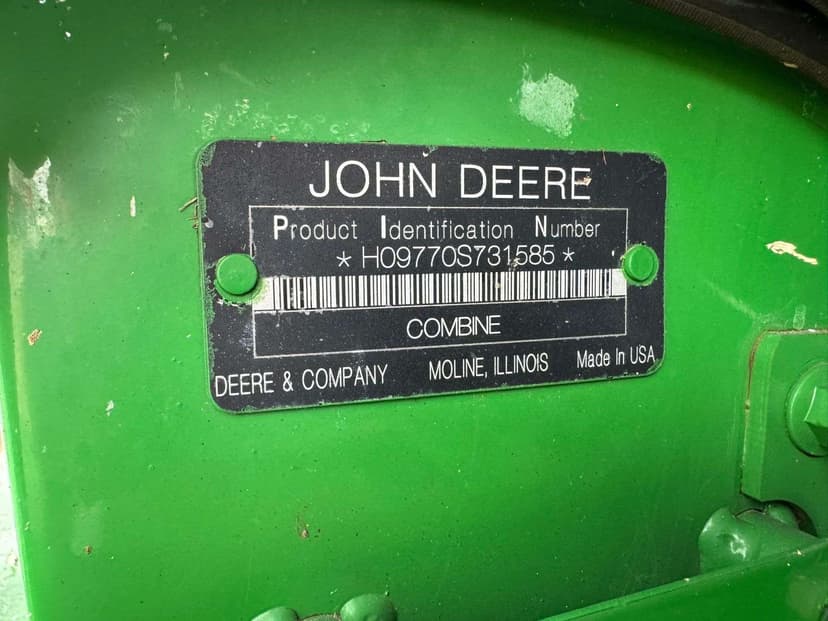 JOHN DEERE
Product Identification Number
* H09770S731585 *
COMBINE
DEERE & COMPANY MOLINE, ILLINOIS Made In USA